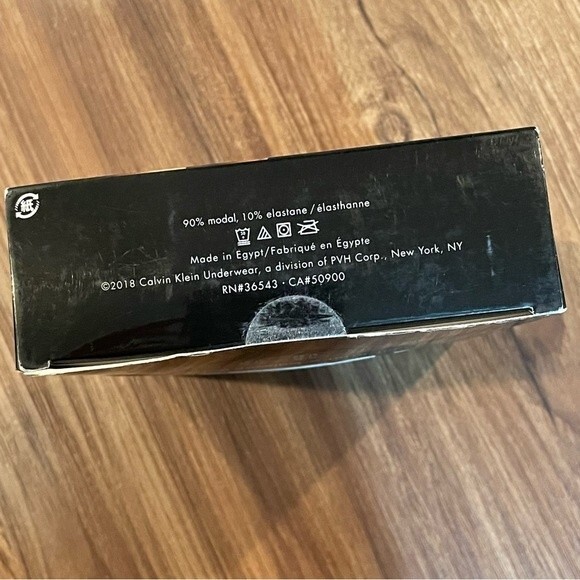 紙
90% modal, 10% elastane / élasthanne
Made in Egypt/Fabriqué en Égypte
©2018 Calvin Klein Underwear, a division of PVH Corp., New York, NY
RN#36543 · CA#50900